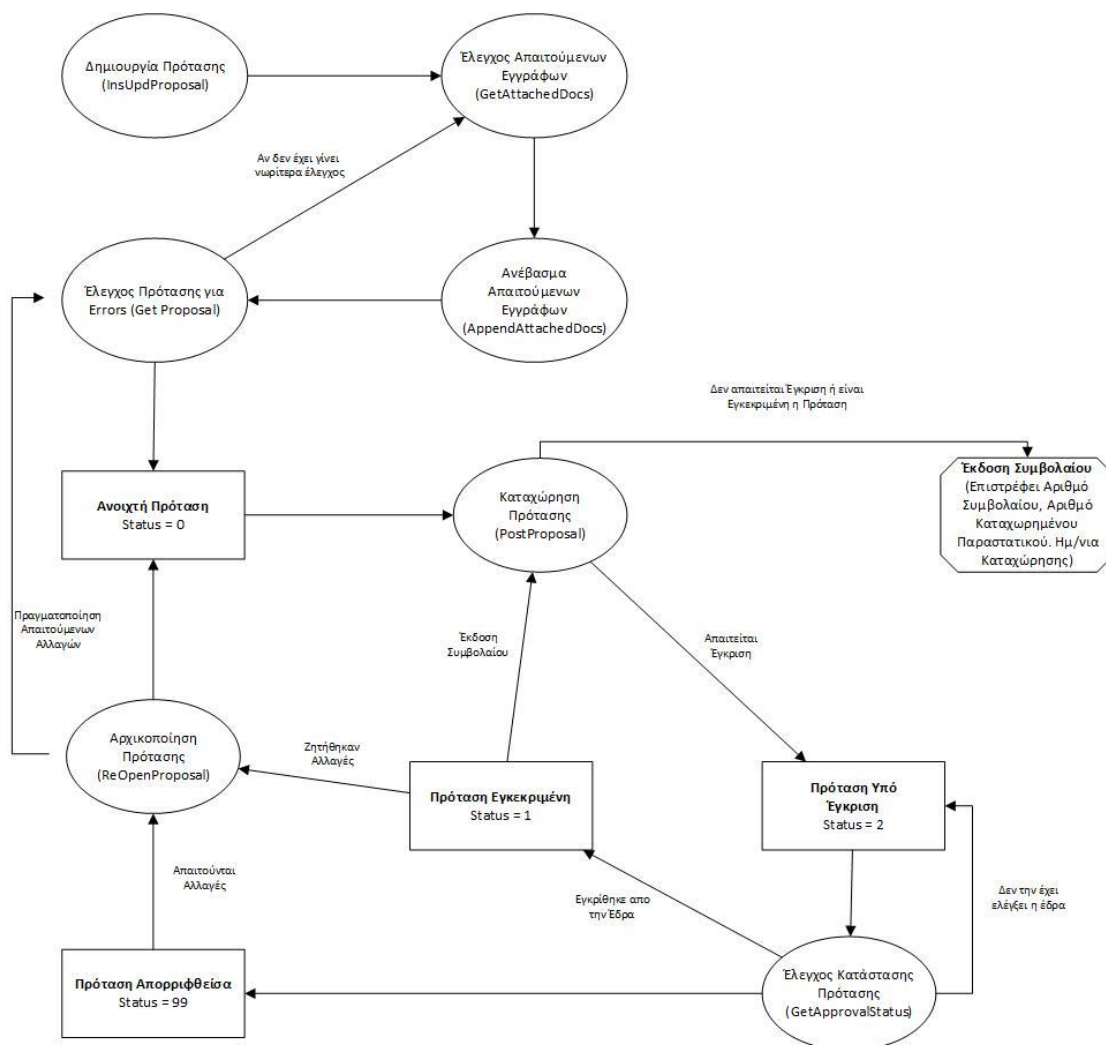 Δημιουργία Πρότασης
(InsUpdProposal)
Έλεγχος Απαιτούμενων
Εγγράφων
(GetAttachedDocs)
Αν δεν έχει γίνει
νωρίτερα έλεγχος
Έλεγχος Πρότασης για
Errors (Get Proposal)
Ανέβασμα
Απαιτούμενων
Εγγράφων
(AppendAttachedDocs)
Δεν απαιτείται Έγκριση ή είναι
Εγκεκριμένη η Πρόταση
Ανοιχτή Πρόταση
Status = 0
Καταχώρηση
Πρότασης
(PostProposal)
Έκδοση Συμβολαίου
(Επιστρέφει Αριθμό
Συμβολαίου, Αριθμό
Καταχωρημένου
Παραστατικού. Ημ/νια
Καταχώρησης)
Πραγματοποίηση
Απαιτούμενων
Αλλαγών
Έκδοση
Συμβολαίου
Απαιτείται
Έγκριση
Αρχικοποίηση
Πρότασης
(ReOpenProposal)
Ζητήθηκαν
Αλλαγές
Πρόταση Εγκεκριμένη
Status = 1
Πρόταση Υπό
Έγκριση
Status = 2
Απαιτούνται
Αλλαγές
Εγκρίθηκε απο
την Έδρα
Δεν την έχει
ελέγξει η έδρα
Πρόταση Απορριφθείσα
Status = 99
Έλεγχος Κατάστασης
Πρότασης
(GetApprovalStatus)